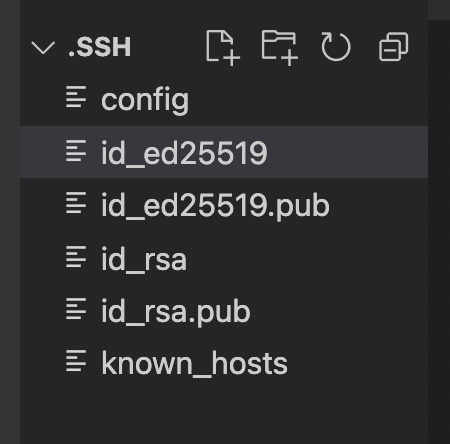 .SSH
config
id_ed25519
id_ed25519.pub
id_rsa
id_rsa.pub
known_hosts